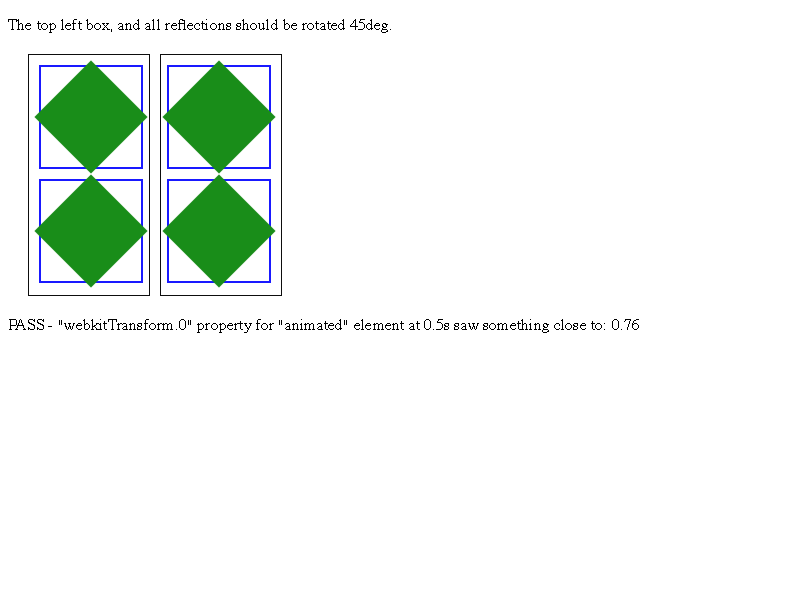 The top left box, and all reflections should be rotated 45deg.
PASS - "webkitTransform.0" property for "animated" element at 0.5s saw something close to: 0.76